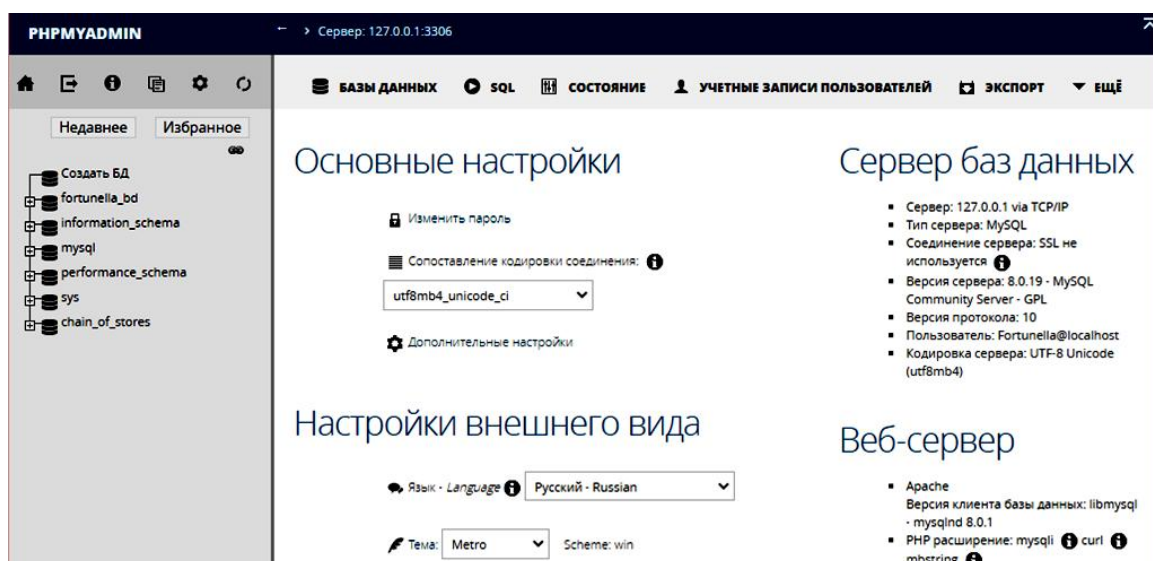 PHPMYADMIN
← › Сервер: 127.0.0.1:3306
БАЗЫ ДАННЫХ SQL СОСТОЯНИЕ УЧЕТНЫЕ ЗАПИСИ ПОЛЬЗОВАТЕЛЕЙ ЭКСПОРТ ЕЩЁ
Недавнее Избранное
Создать БД
fortunella_bd
information_schema
mysql
performance_schema
sys
chain_of_stores
Основные настройки
Изменить пароль
Сопоставление кодировки соединения:
utf8mb4_unicode_ci
Дополнительные настройки
Настройки внешнего вида
Язык - Language Русский - Russian
Тема: Metro Scheme: win
Сервер баз данных
Сервер: 127.0.0.1 via TCP/IP
Тип сервера: MySQL
Соединение сервера: SSL не
используется
Версия сервера: 8.0.19 - MySQL
Community Server - GPL
Версия протокола: 10
Пользователь: Fortunella@localhost
Кодировка сервера: UTF-8 Unicode
(utf8mb4)
Веб-сервер
Apache
Версия клиента базы данных: libmysql
- mysqlnd 8.0.1
PHP расширение: mysqli curl
mbstring